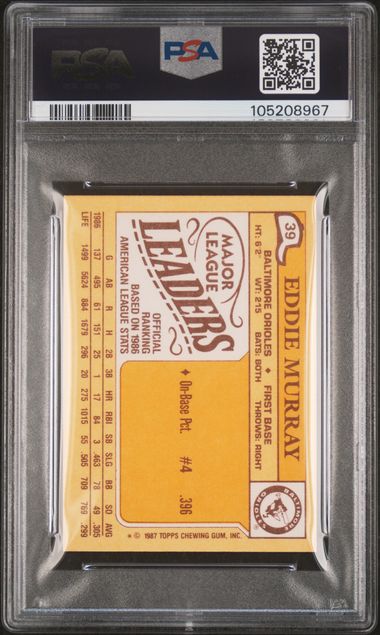 PSA
PSA
105208967
39
EDDIE MURRAY
BALTIMORE ORIOLES ♦ FIRST BASE
HT: 6'2" WT: 215 BATS: BOTH THROWS: RIGHT
BALTIMORE
ORIOLES
MAJOR
LEAGUE
LEADERS
OFFICIAL
RANKING
BASED ON 1986
AMERICAN LEAGUE STATS
♦ On-Base Pct. #4 .396
G AB R H 2B 3B HR RBI SB SLG BB SO AVG
1986 137 495 61 151 25 1 17 84 3 .463 78 49 .305
LIFE 1499 5624 884 1679 296 20 275 1015 55 .505 709 769 .299
* © 1987 TOPPS CHEWING GUM, INC.